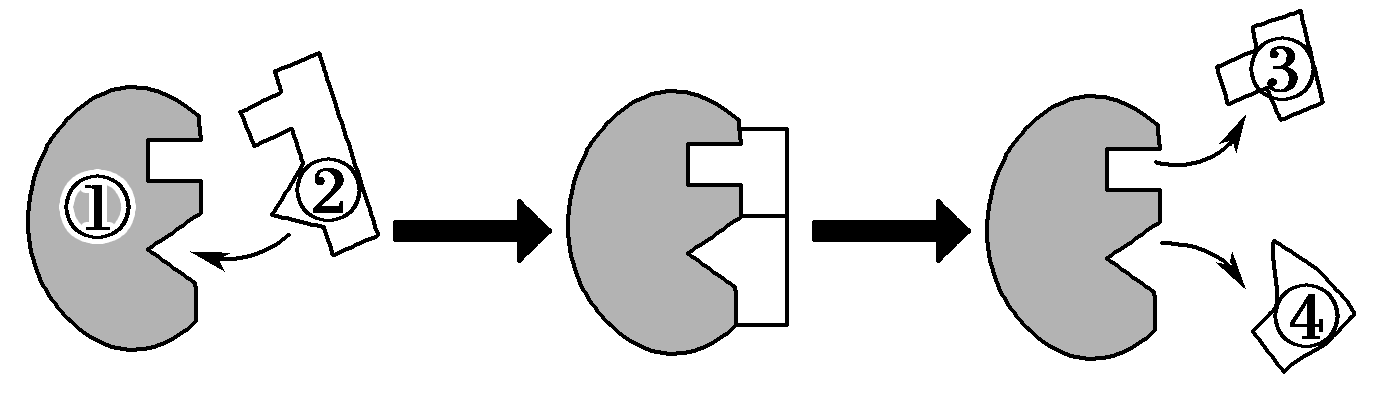 ①
②
③
④